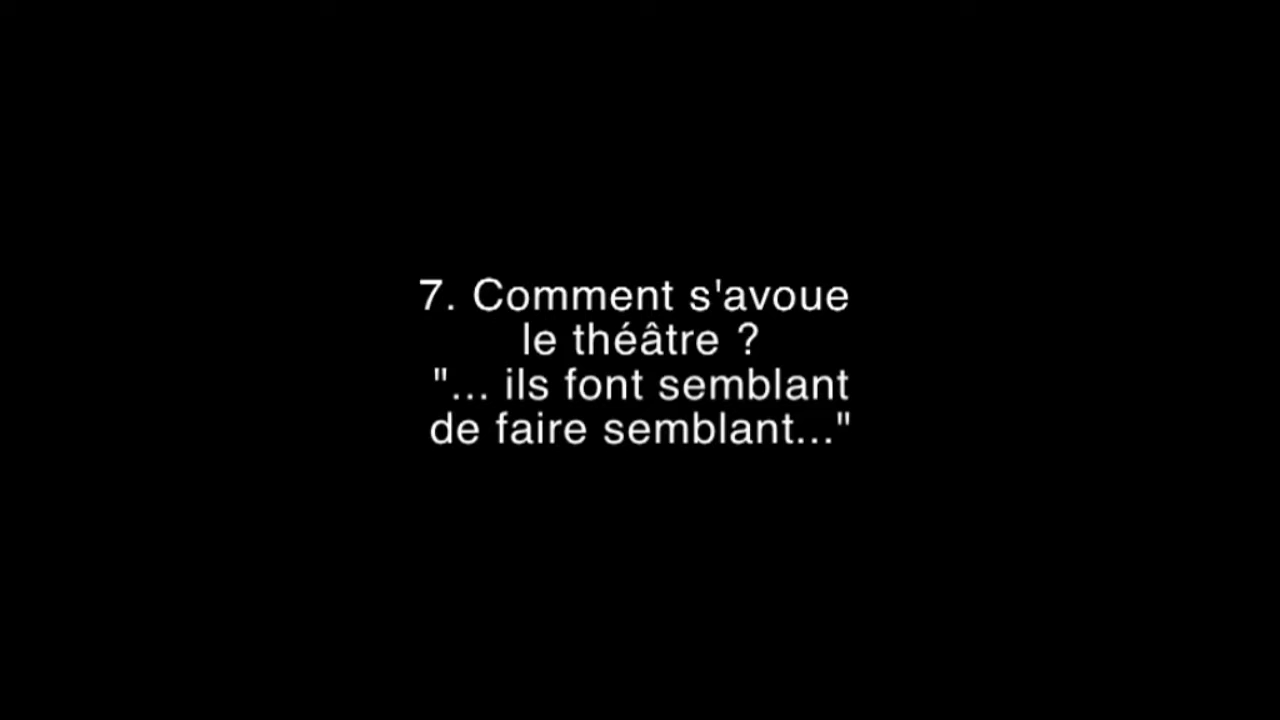 7. Comment s'avoue
le théâtre ?
"... ils font semblant
de faire semblant..."